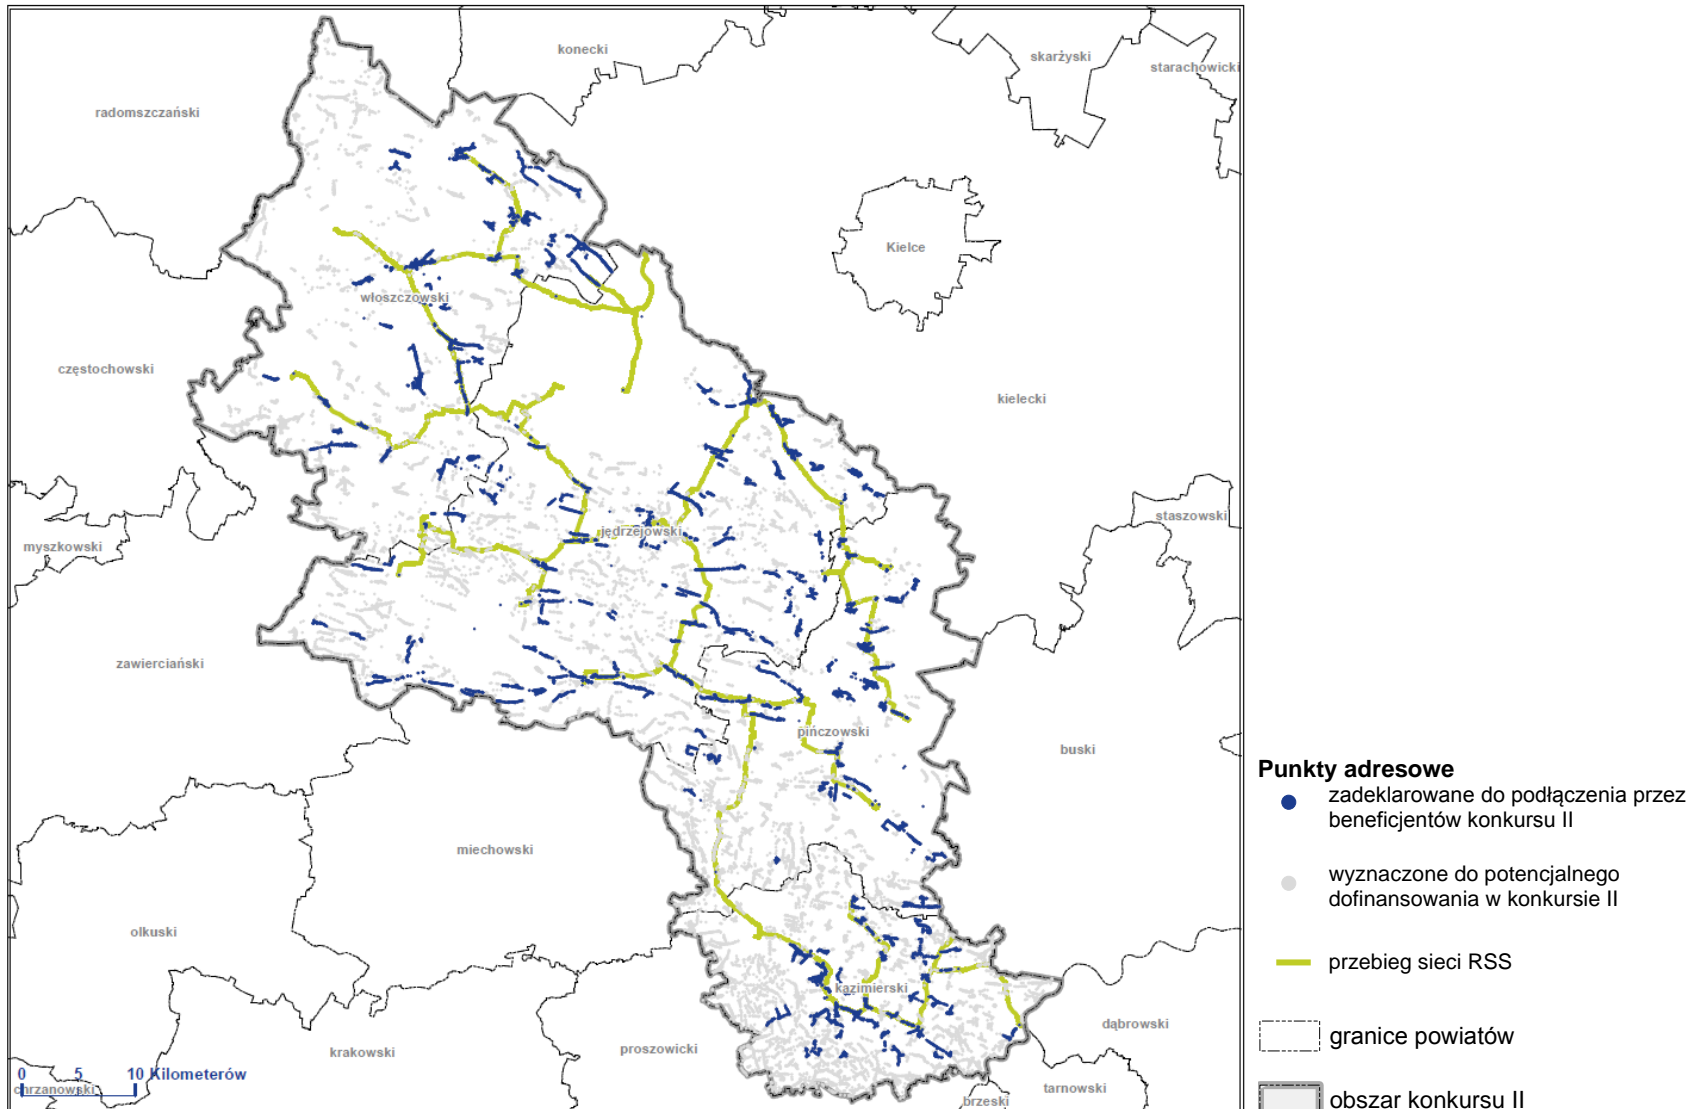 konecki
skarżyski
starachowicki
radomszczański
Kielce
włoszczowski
częstochowski
kielecki
staszowski
jędrzejowski
myszkowski
zawierciański
pińczowski
buski
Punkty adresowe
zadeklarowane do podłączenia przez
beneficjentów konkursu II
miechowski
wyznaczone do potencjalnego
dofinansowania w konkursie II
olkuski
przebieg sieci RSS
kazimierski
dąbrowski
granice powiatów
krakowski
proszowicki
0 5 10 Kilometerów
chrzanowski
tarnowski
brzeski
obszar konkursu II